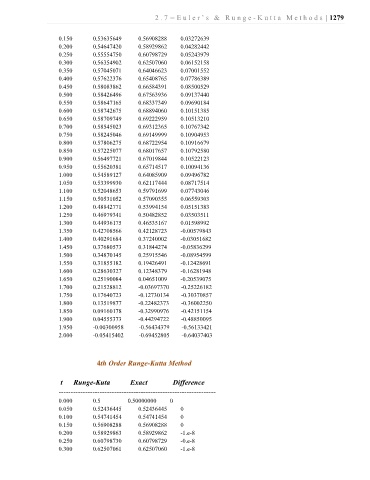 2.7–Euler's & Runge-Kutta Methods | 1279
0.150 0.53635649 0.56908288 0.03272639
0.200 0.54647420 0.58929862 0.04282442
0.250 0.55554750 0.60798729 0.05243979
0.300 0.56354902 0.62507060 0.06152158
0.350 0.57045071 0.64046623 0.07001552
0.400 0.57622376 0.65408765 0.07786389
0.450 0.58083862 0.66584391 0.08500529
0.500 0.58426496 0.67563936 0.09137440
0.550 0.58647165 0.68337349 0.09690184
0.600 0.58742675 0.68894060 0.10151385
0.650 0.58709749 0.69222959 0.10513210
0.700 0.58545023 0.69312365 0.10767342
0.750 0.58245046 0.69149999 0.10904953
0.800 0.57806275 0.68722954 0.10916679
0.850 0.57225077 0.68017657 0.10792580
0.900 0.56497721 0.67019844 0.10522123
0.950 0.55620381 0.65714517 0.10094136
1.000 0.54589127 0.64085909 0.09496782
1.050 0.53399930 0.62117444 0.08717514
1.100 0.52048653 0.59791699 0.07743046
1.150 0.50531052 0.57090355 0.06559303
1.200 0.48842771 0.53994154 0.05151383
1.250 0.46979341 0.50482852 0.03503511
1.300 0.44936175 0.46535167 0.01598992
1.350 0.42708566 0.42128723 -0.00579843
1.400 0.40291684 0.37240002 -0.03051682
1.450 0.37680573 0.31844274 -0.05836299
1.500 0.34870145 0.25915546 -0.08954599
1.550 0.31855182 0.19426491 -0.12428691
1.600 0.28630327 0.12348379 -0.16281948
1.650 0.25190084 0.04651009 -0.20539075
1.700 0.21528812 -0.03697370 -0.25226182
1.750 0.17640723 -0.12730134 -0.30370857
1.800 0.13519877 -0.22482373 -0.36002250
1.850 0.09160178 -0.32990976 -0.42151154
1.900 0.04555373 -0.44294722 -0.48850095
1.950 -0.00300958 -0.56434379 -0.56133421
2.000 -0.05415402 -0.69452805 -0.64037403
4th Order Runge-Kutta Method
t Runge-Kuta Exact Difference
0.000 0.5 0.50000000 0
0.050 0.52436445 0.52436445 0
0.100 0.54741454 0.54741454 0
0.150 0.56908288 0.56908288 0
0.200 0.58929863 0.58929862 -1.e-8
0.250 0.60798730 0.60798729 -0.e-8
0.300 0.62507061 0.62507060 -1.e-8